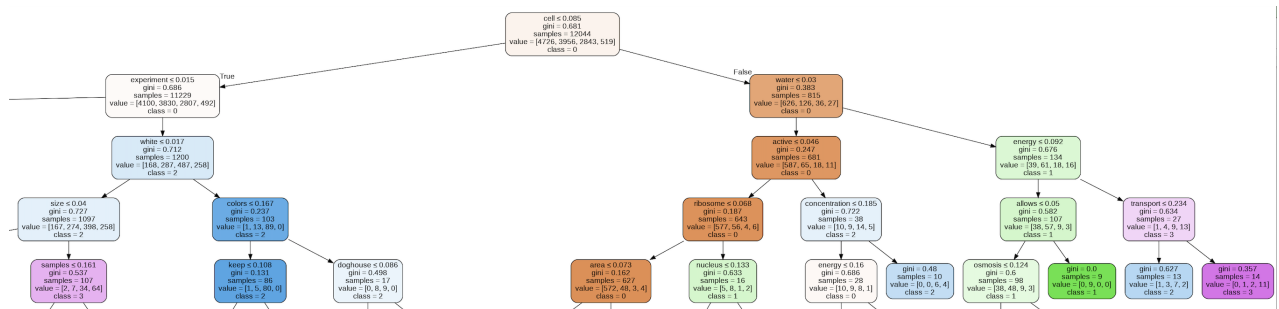 cell ≤ 0.085
gini = 0.681
samples = 12044
value = [4726, 3956, 2843, 519]
class = 0
True
False
experiment ≤ 0.015
gini = 0.686
samples = 11229
value = [4100, 3830, 2807, 492]
class = 0
water ≤ 0.03
gini = 0.383
samples = 815
value = [626, 126, 36, 27]
class = 0
white ≤ 0.017
gini = 0.712
samples = 1200
value = [168, 287, 487, 258]
class = 2
active ≤ 0.046
gini = 0.247
samples = 681
value = [587, 65, 18, 11]
class = 0
energy ≤ 0.092
gini = 0.676
samples = 134
value = [39, 61, 18, 16]
class = 1
size ≤ 0.04
gini = 0.727
samples = 1097
value = [167, 274, 398, 258]
class = 2
colors ≤ 0.167
gini = 0.237
samples = 103
value = [1, 13, 89, 0]
class = 2
ribosome ≤ 0.068
gini = 0.187
samples = 643
value = [577, 56, 4, 6]
class = 0
concentration ≤ 0.185
gini = 0.722
samples = 38
value = [10, 9, 14, 5]
class = 2
allows ≤ 0.05
gini = 0.582
samples = 107
value = [38, 57, 9, 3]
class = 1
transport ≤ 0.234
gini = 0.634
samples = 27
value = [1, 4, 9, 13]
class = 3
samples ≤ 0.161
gini = 0.537
samples = 107
value = [2, 7, 34, 64]
class = 3
keep ≤ 0.108
gini = 0.131
samples = 86
value = [1, 5, 80, 0]
class = 2
doghouse ≤ 0.086
gini = 0.498
samples = 17
value = [0, 8, 9, 0]
class = 2
area ≤ 0.073
gini = 0.162
samples = 627
value = [572, 48, 3, 4]
class = 0
nucleus ≤ 0.133
gini = 0.633
samples = 16
value = [5, 8, 1, 2]
class = 1
energy ≤ 0.16
gini = 0.686
samples = 28
value = [10, 9, 8, 1]
class = 0
gini = 0.48
samples = 10
value = [0, 0, 6, 4]
class = 2
osmosis ≤ 0.124
gini = 0.6
samples = 98
value = [38, 48, 9, 3]
class = 1
gini = 0.0
samples = 9
value = [0, 9, 0, 0]
class = 1
gini = 0.627
samples = 13
value = [1, 3, 7, 2]
class = 2
gini = 0.357
samples = 14
value = [0, 1, 2, 11]
class = 3